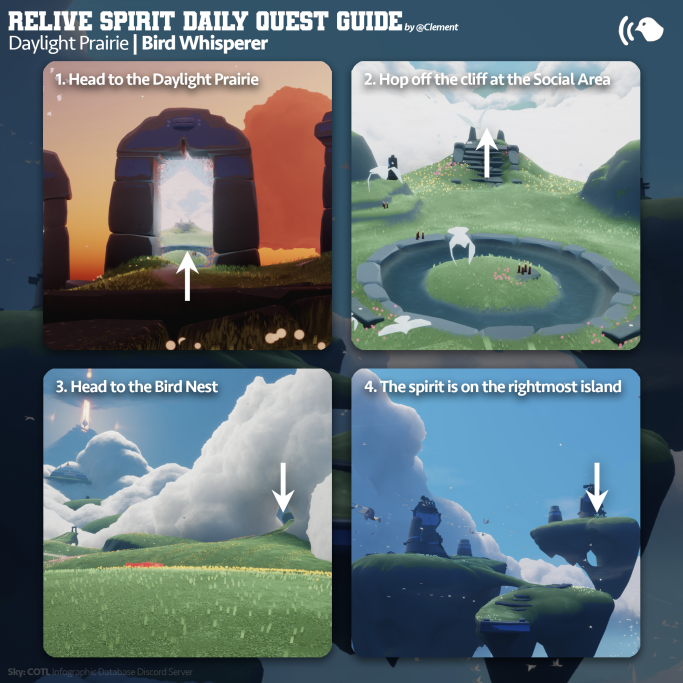 RELIVE SPIRIT DAILY QUEST GUIDE by @Clement
Daylight Prairie | Bird Whisperer
1. Head to the Daylight Prairie
2. Hop off the cliff at the Social Area
3. Head to the Bird Nest
4. The spirit is on the rightmost island
Sky: COTL Infographic Database Discord Server